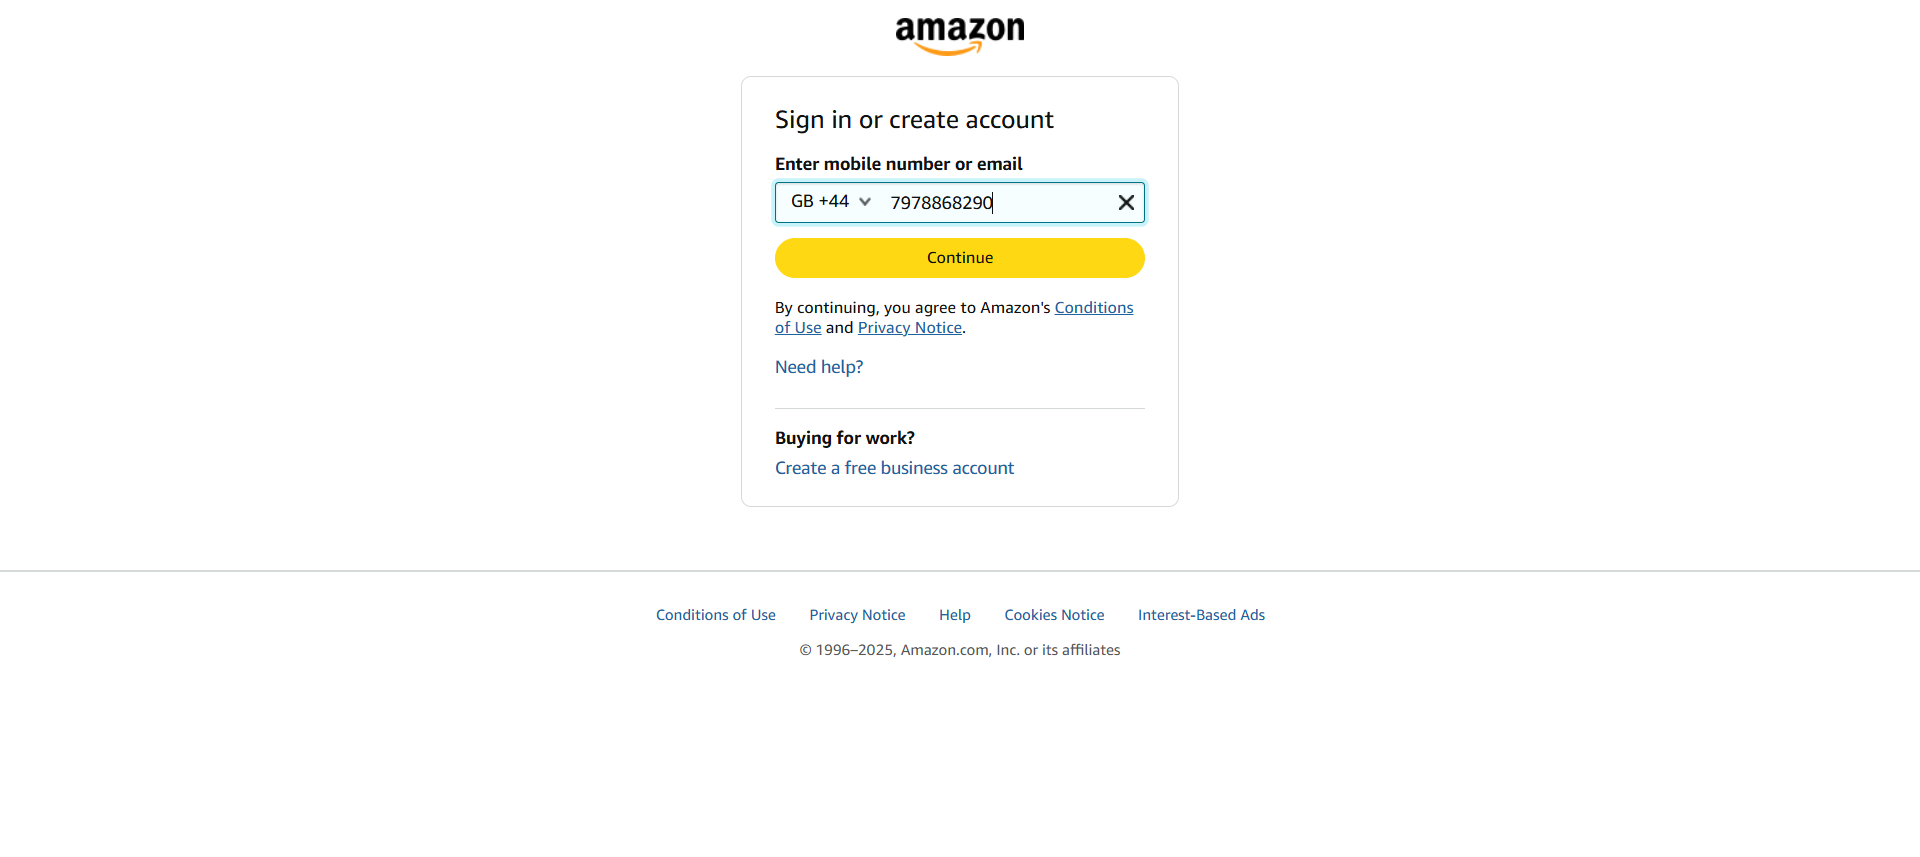 amazon
Sign in or create account
Enter mobile number or email
GB +44 7978868290
Continue
By continuing, you agree to Amazon's Conditions
of Use and Privacy Notice.
Need help?
Buying for work?
Create a free business account
Conditions of Use Privacy Notice Help Cookies Notice Interest-Based Ads
© 1996–2025, Amazon.com, Inc. or its affiliates